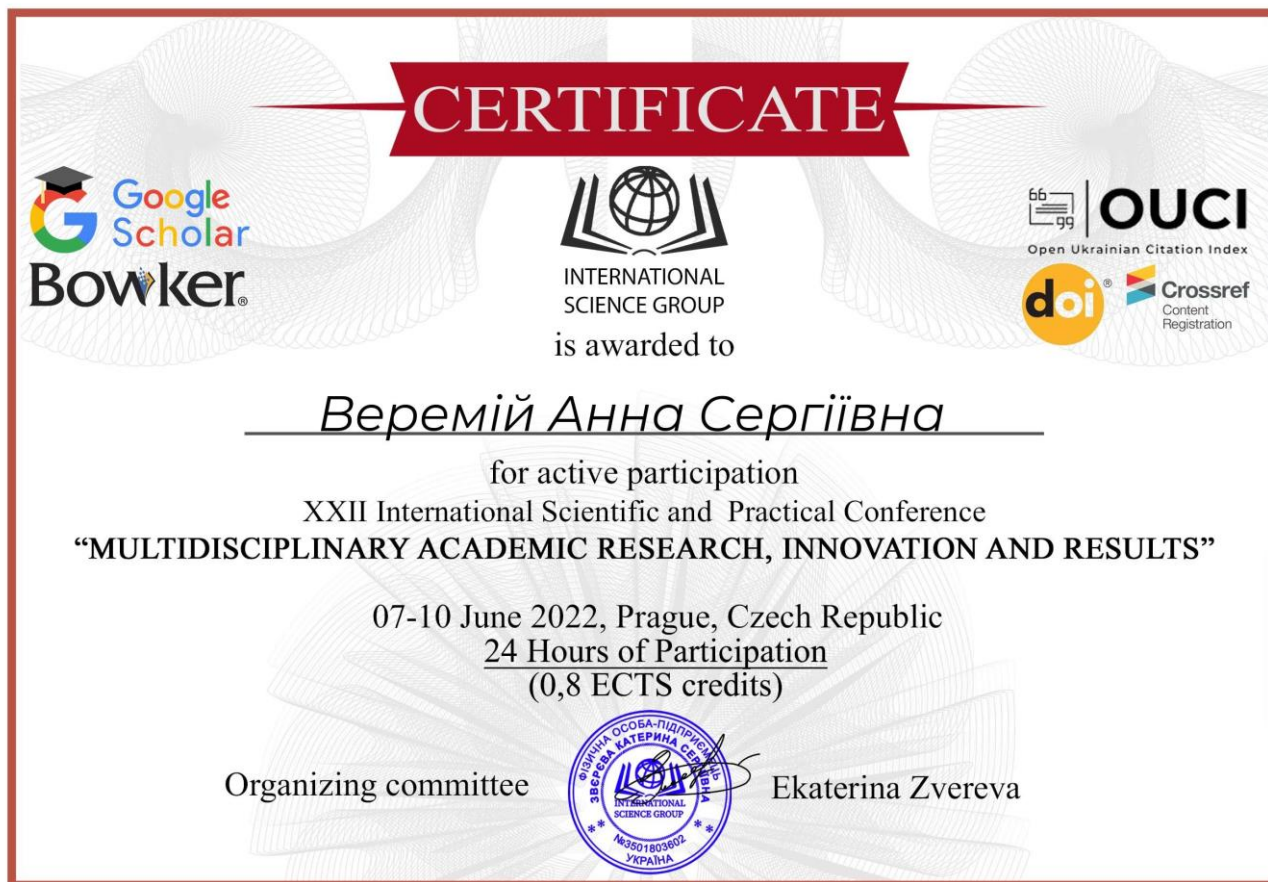 CERTIFICATE
Google
Scholar
Bowker®
INTERNATIONAL
SCIENCE GROUP
OUCI
Open Ukrainian Citation Index
doi®
Crossref
Content
Registration
is awarded to
Веремій Анна Сергіївна
for active participation
XXII International Scientific and Practical Conference
“MULTIDISCIPLINARY ACADEMIC RESEARCH, INNOVATION AND RESULTS”
07-10 June 2022, Prague, Czech Republic
24 Hours of Participation
(0,8 ECTS credits)
Organizing committee
ФІЗИЧНА ОСОБА-ПІДПРИЄМЕЦЬ
ЗВЄРЄВА КАТЕРИНА СЕРГІЇВНА
INTERNATIONAL
SCIENCE GROUP
№3501803602
УКРАЇНА
Ekaterina Zvereva